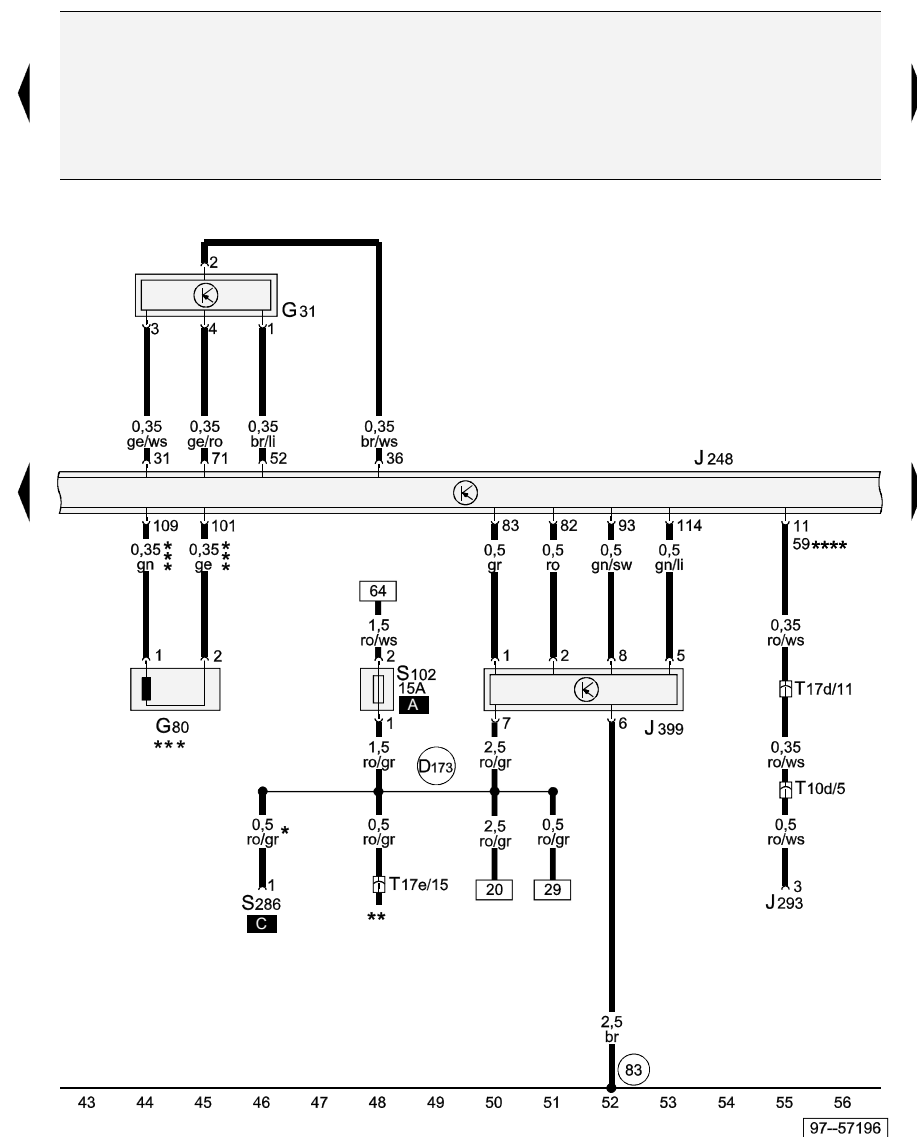 2
G31
3 4 1
0,35 0,35 0,35 0,35
ge/ws ge/ro br/li br/ws
31 71 52 36
J248
109 101 83 82 93 114 11
59****
0,35 *** 0,35 *** 0,5 0,5 0,5 0,5
gn ge gr ro gn/sw gn/li
64
1,5
ro/ws
0,35
ro/ws
1 2 2 1 2 8 5
S102
15A
A
T17d/11
G80
***
1 7 6
J399
1,5 2,5
ro/gr ro/gr
D173
0,35
ro/ws
T10d/5
0,5 * 0,5 2,5 0,5 0,5
ro/gr ro/gr ro/gr ro/gr ro/ws
1 T17e/15 20 29 3
S286 ** J293
C
2,5
br
83
43 44 45 46 47 48 49 50 51 52 53 54 55 56
97--57196